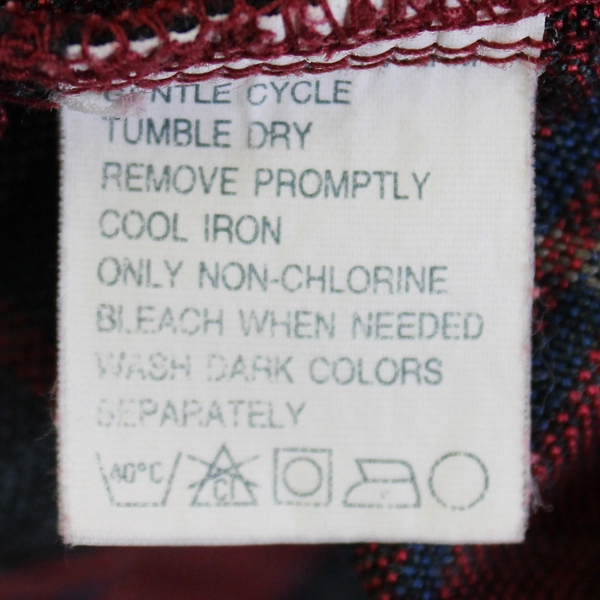 GENTLE CYCLE
TUMBLE DRY
REMOVE PROMPTLY
COOL IRON
ONLY NON-CHLORINE
BLEACH WHEN NEEDED
WASH DARK COLORS
SEPARATELY
40°C CI